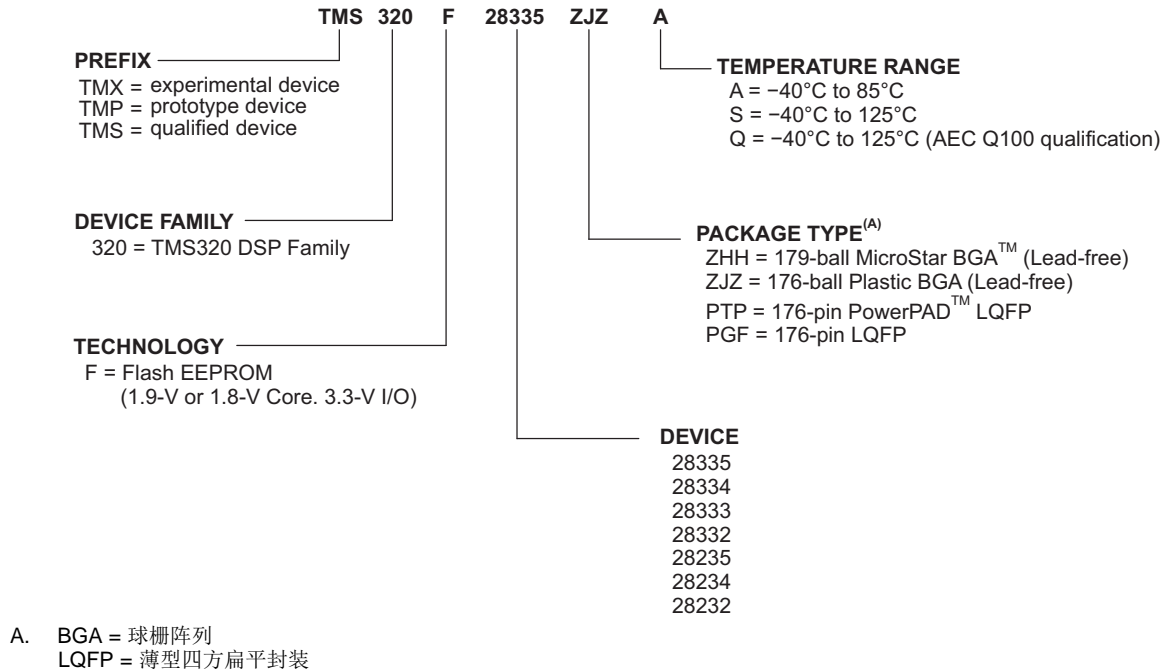 TMS 320 F 28335 ZJZ A
PREFIX
TMX = experimental device
TMP = prototype device
TMS = qualified device
TEMPERATURE RANGE
A = −40°C to 85°C
S = −40°C to 125°C
Q = −40°C to 125°C (AEC Q100 qualification)
DEVICE FAMILY
320 = TMS320 DSP Family
PACKAGE TYPE(A)
ZHH = 179-ball MicroStar BGA™ (Lead-free)
ZJZ = 176-ball Plastic BGA (Lead-free)
PTP = 176-pin PowerPAD™ LQFP
PGF = 176-pin LQFP
TECHNOLOGY
F = Flash EEPROM
(1.9-V or 1.8-V Core. 3.3-V I/O)
DEVICE
28335
28334
28333
28332
28235
28234
28232
A. BGA = 球栅阵列
LQFP = 薄型四方扁平封装